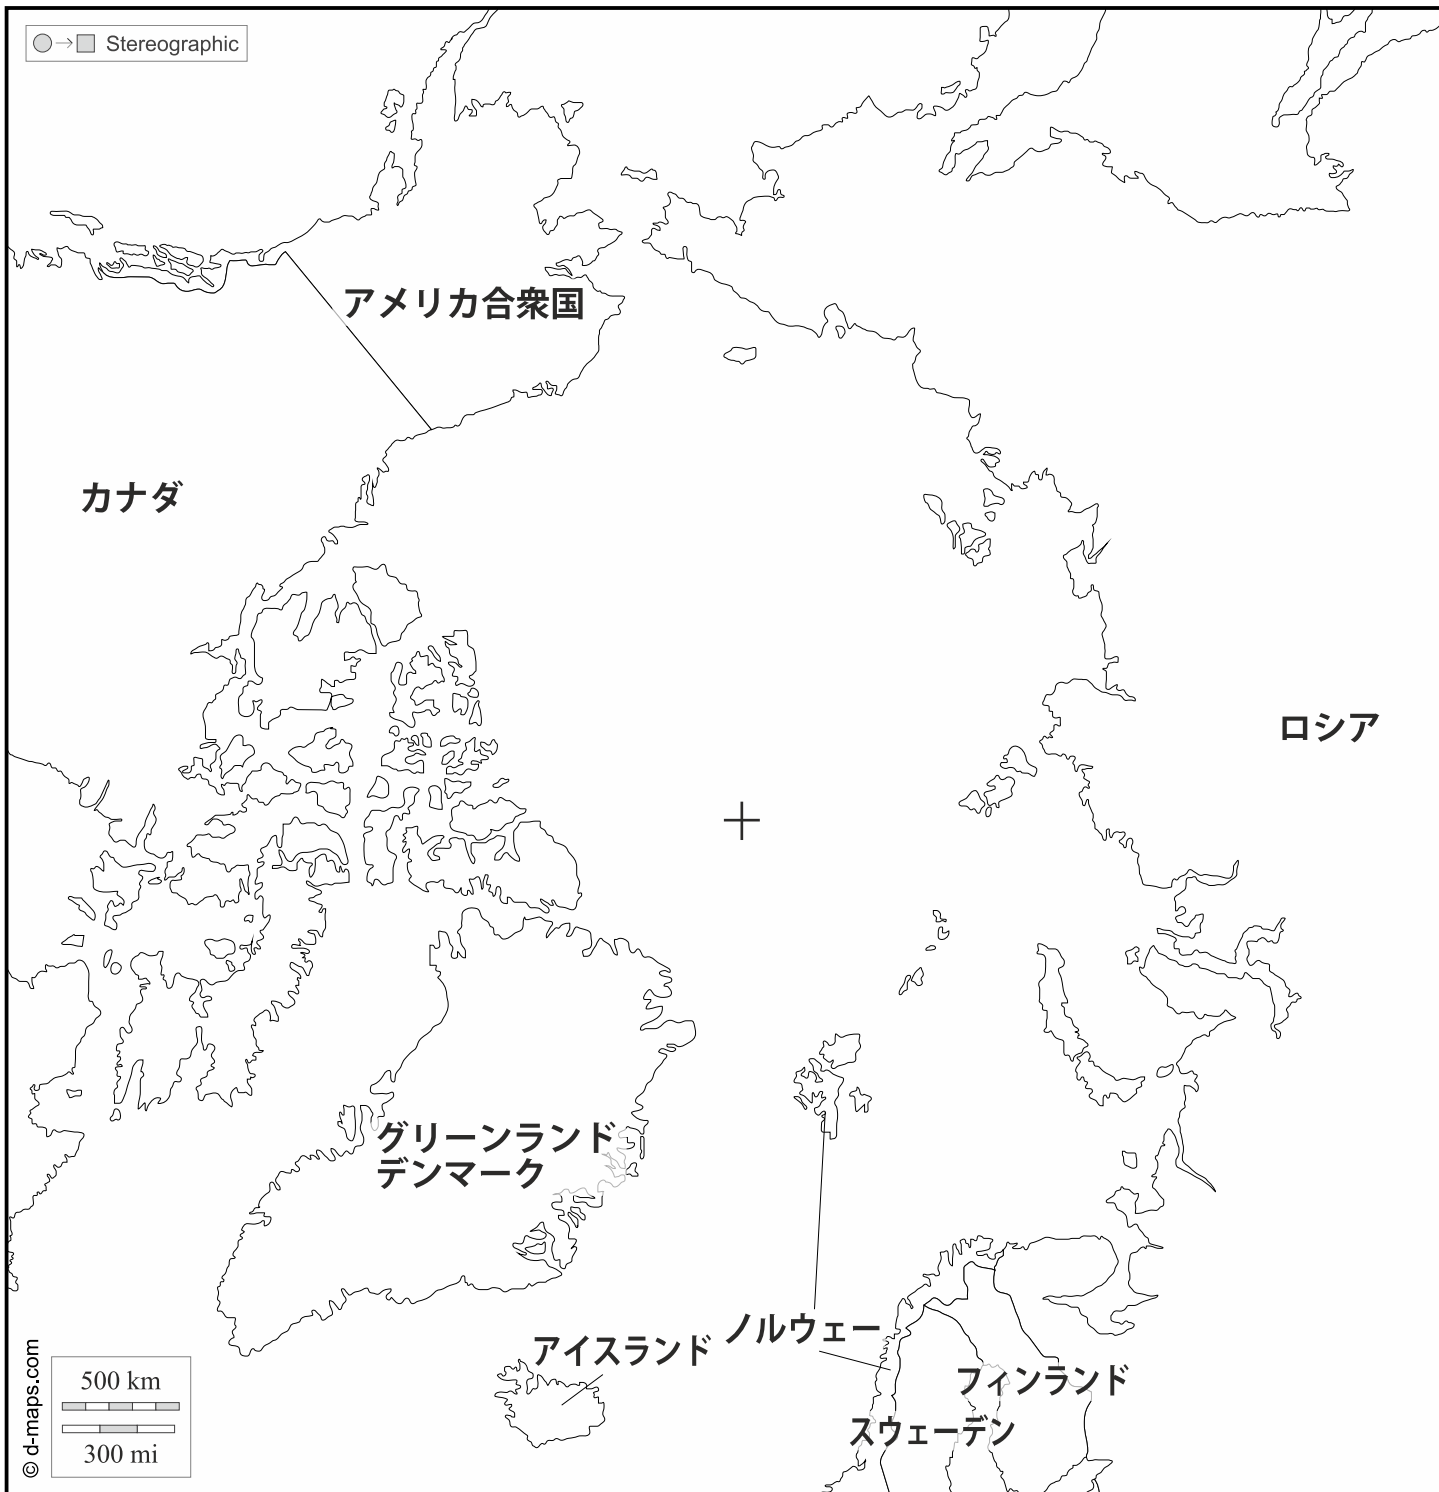 Stereographic
アメリカ合衆国
カナダ
ロシア
グリーンランド
デンマーク
ノルウェー
アイスランド
フィンランド
スウェーデン
500 km
300 mi
© d-maps.com